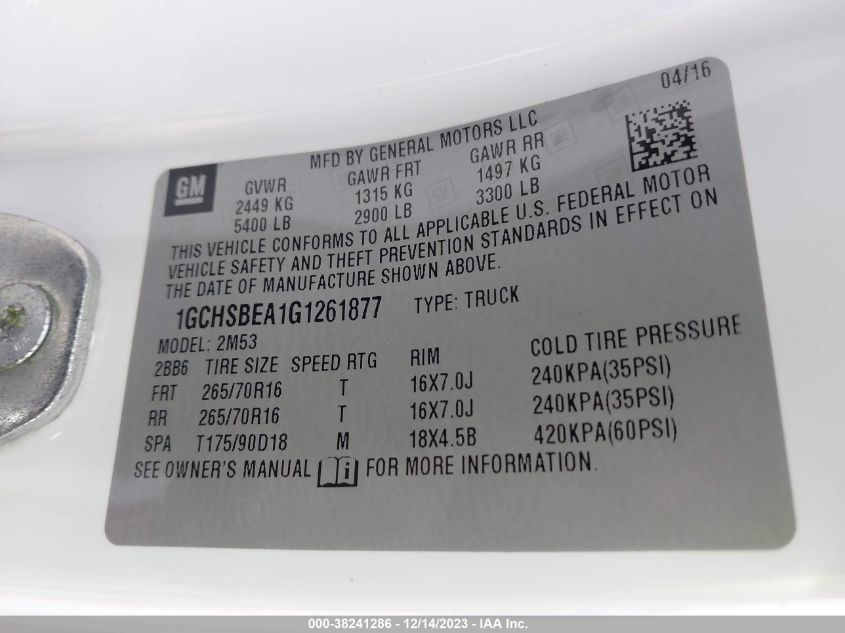 04/16
MFD BY GENERAL MOTORS LLC
GM
GVWR GAWR FRT GAWR RR
2449 KG 1315 KG 1497 KG
5400 LB 2900 LB 3300 LB
THIS VEHICLE CONFORMS TO ALL APPLICABLE U.S. FEDERAL MOTOR
VEHICLE SAFETY AND THEFT PREVENTION STANDARDS IN EFFECT ON
THE DATE OF MANUFACTURE SHOWN ABOVE.
1GCHSBEA1G1261877 TYPE: TRUCK
MODEL: 2M53
2BB6 TIRE SIZE SPEED RTG RIM COLD TIRE PRESSURE
FRT 265/70R16 T 16X7.0J 240KPA(35PSI)
RR 265/70R16 T 16X7.0J 240KPA(35PSI)
SPA T175/90D18 M 18X4.5B 420KPA(60PSI)
SEE OWNER'S MANUAL i FOR MORE INFORMATION.
000-38241286 - 12/14/2023 - IAA Inc.